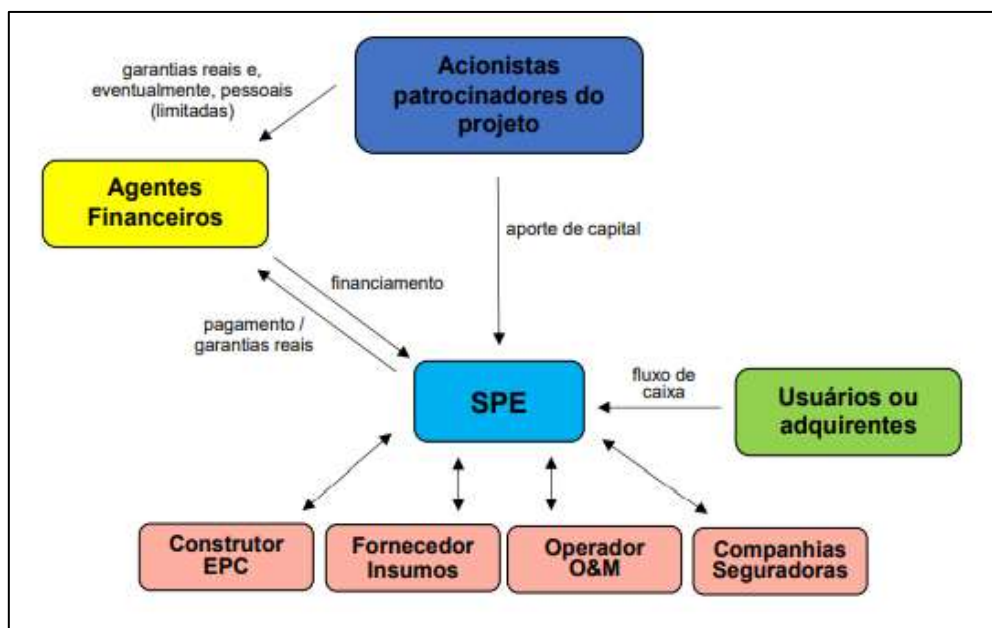 garantias reais e,
eventualmente, pessoais
(limitadas)
Acionistas
patrocinadores do
projeto
Agentes
Financeiros
aporte de capital
financiamento
pagamento /
garantias reais
SPE
fluxo de
caixa
Usuários ou
adquirentes
Construtor
EPC
Fornecedor
Insumos
Operador
O&M
Companhias
Seguradoras